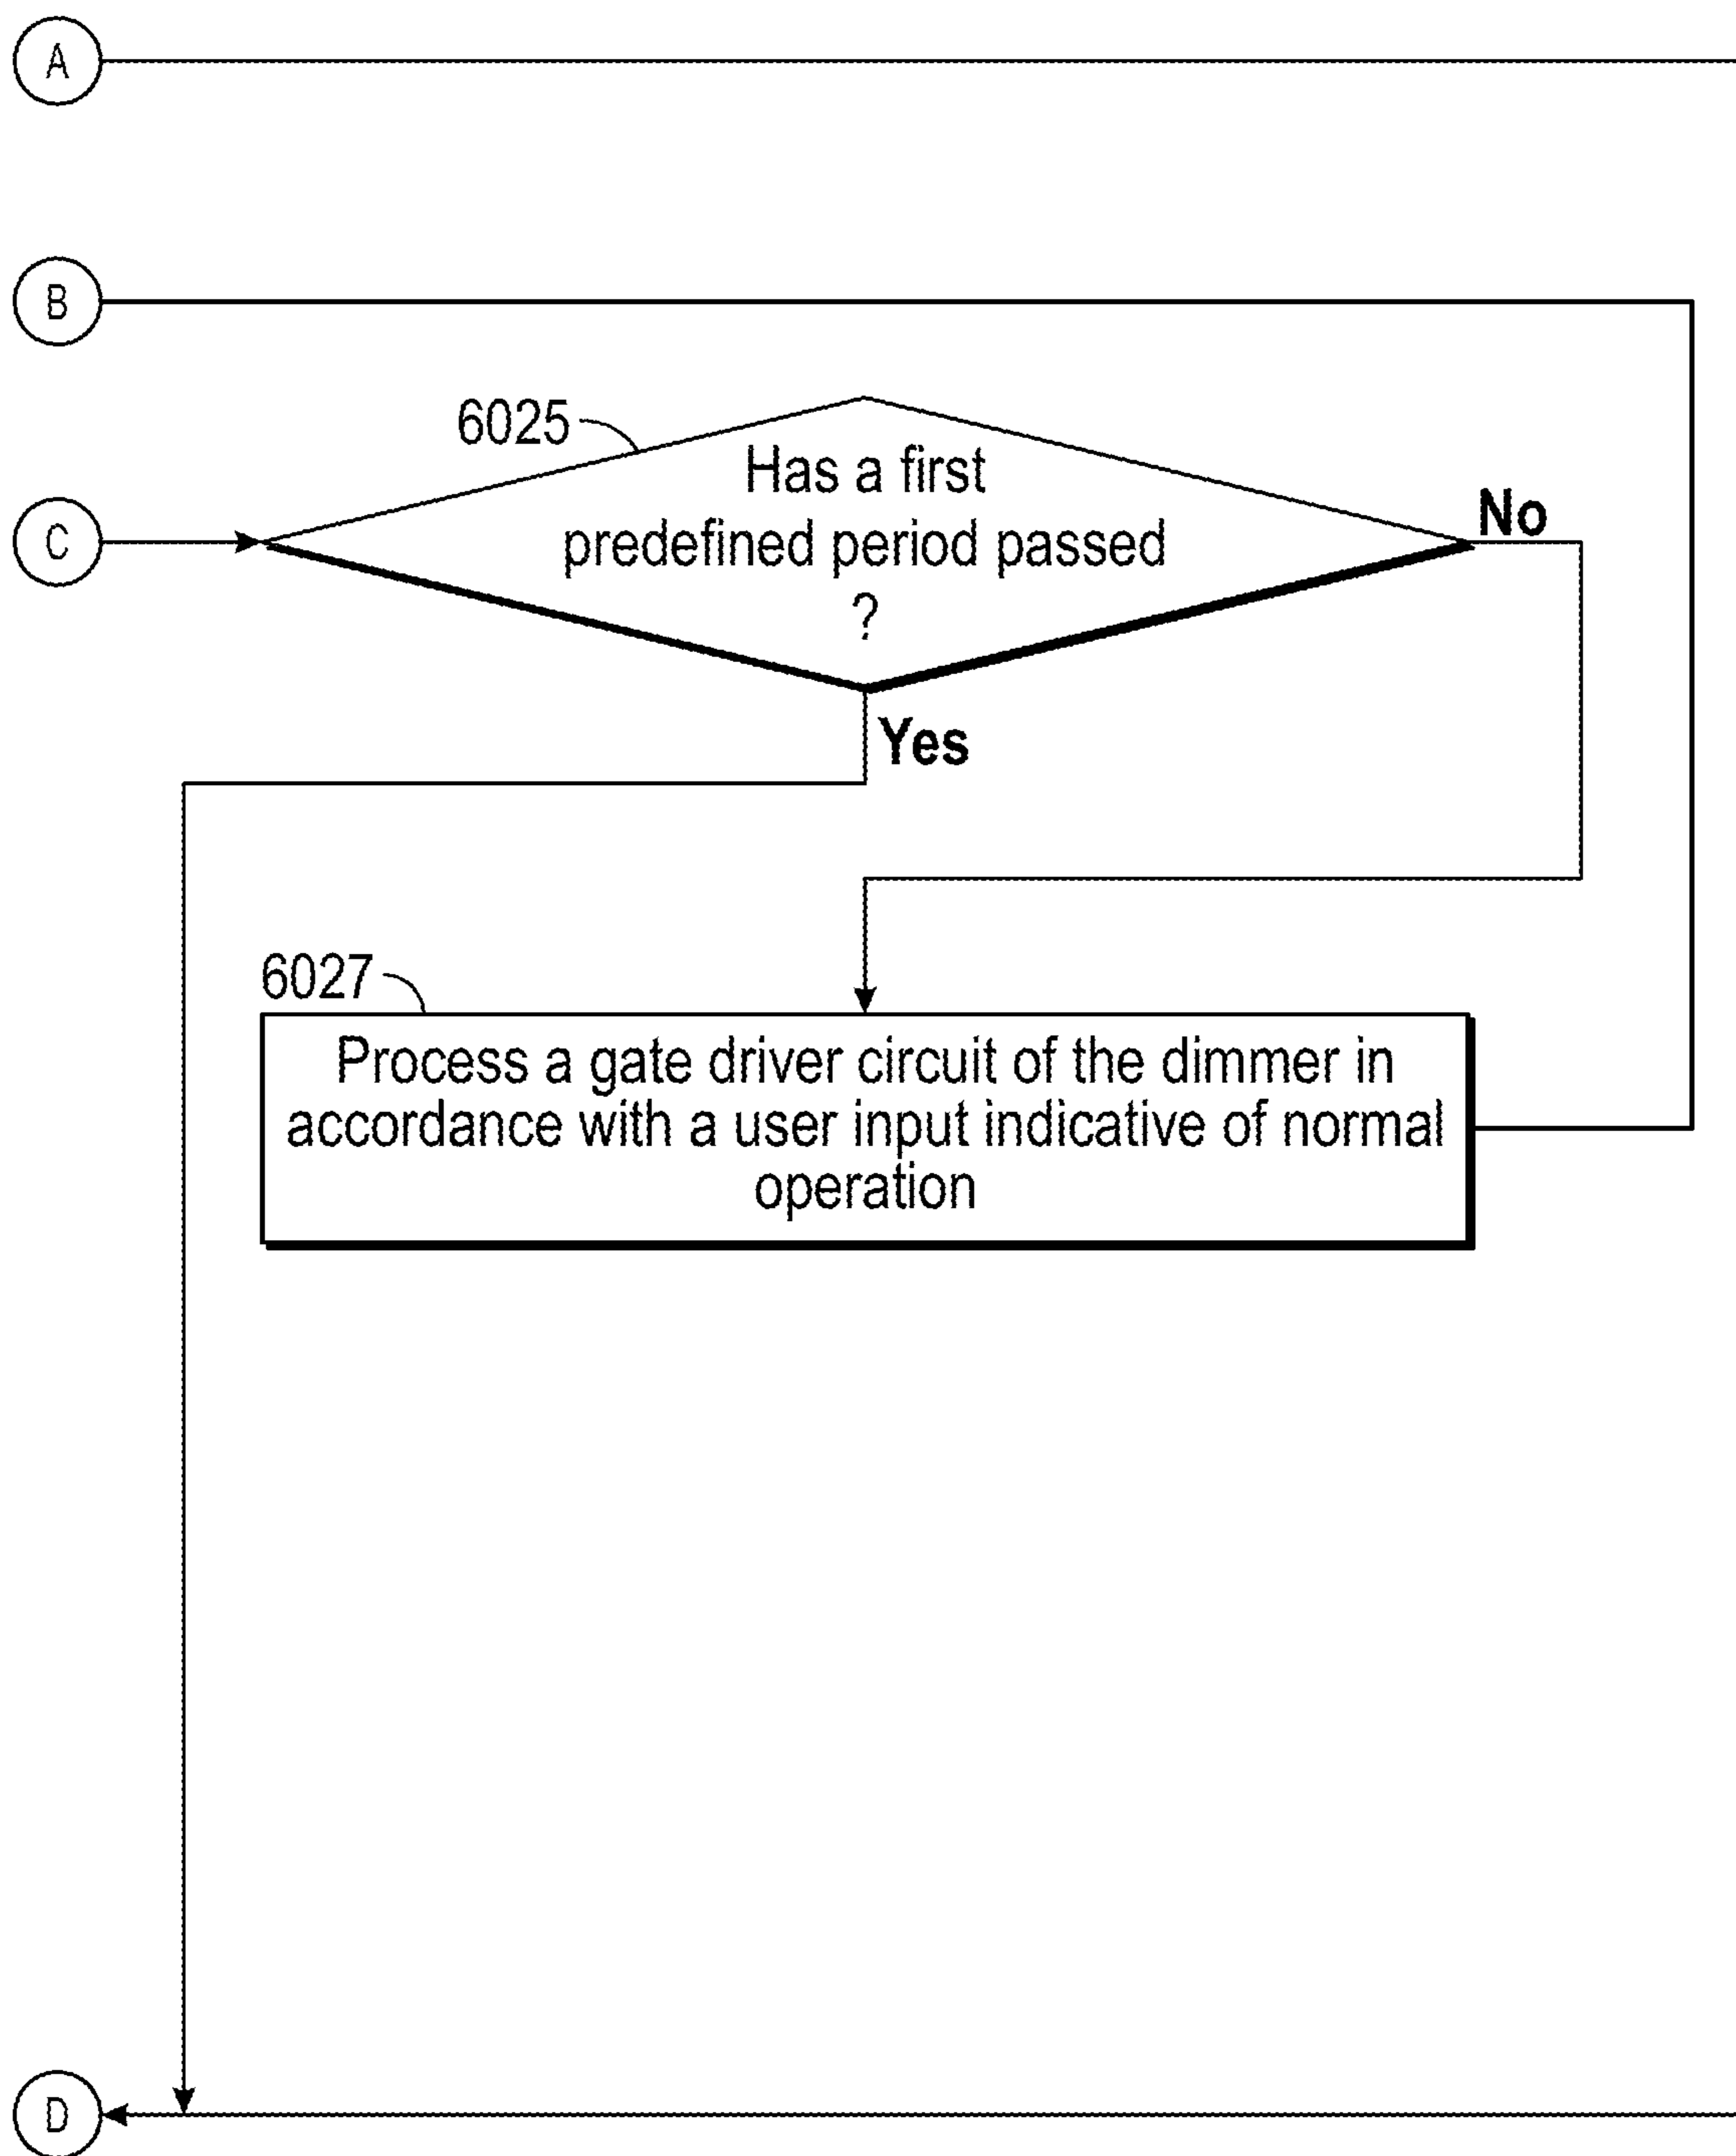 A
B
6025
Has a first
predefined period passed
?
C
No
Yes
6027
Process a gate driver circuit of the dimmer in
accordance with a user input indicative of normal
operation
D